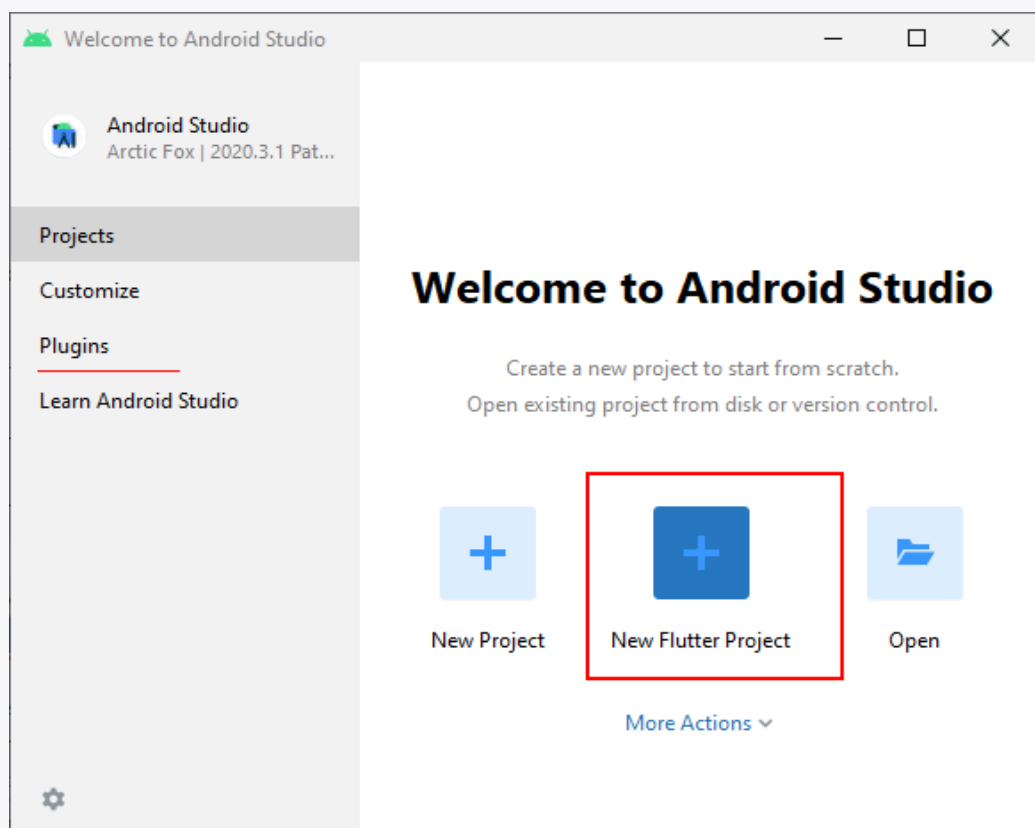 Welcome to Android Studio
Android Studio
Arctic Fox | 2020.3.1 Pat...
Projects
Customize
Plugins
Learn Android Studio
Welcome to Android Studio
Create a new project to start from scratch.
Open existing project from disk or version control.
New Project
New Flutter Project
Open
More Actions